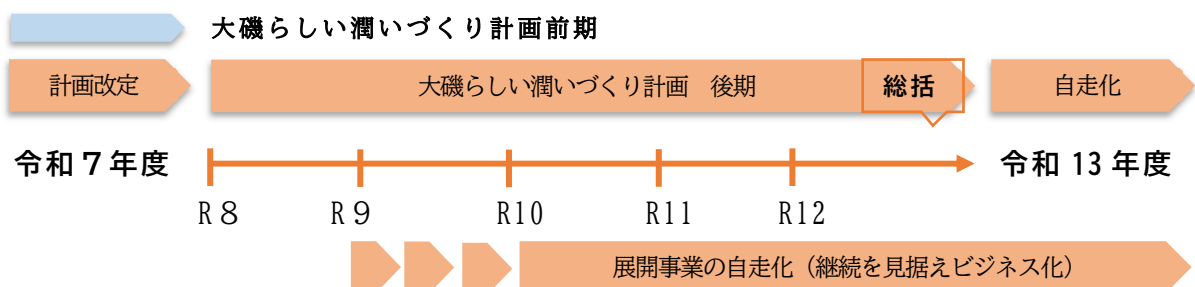 大磯らしい潤いづくり計画前期
計画改定
大磯らしい潤いづくり計画　後期
総括
自走化
令和７年度
令和 13 年度
R８
R９
R10
R11
R12
展開事業の自走化（継続を見据えビジネス化）